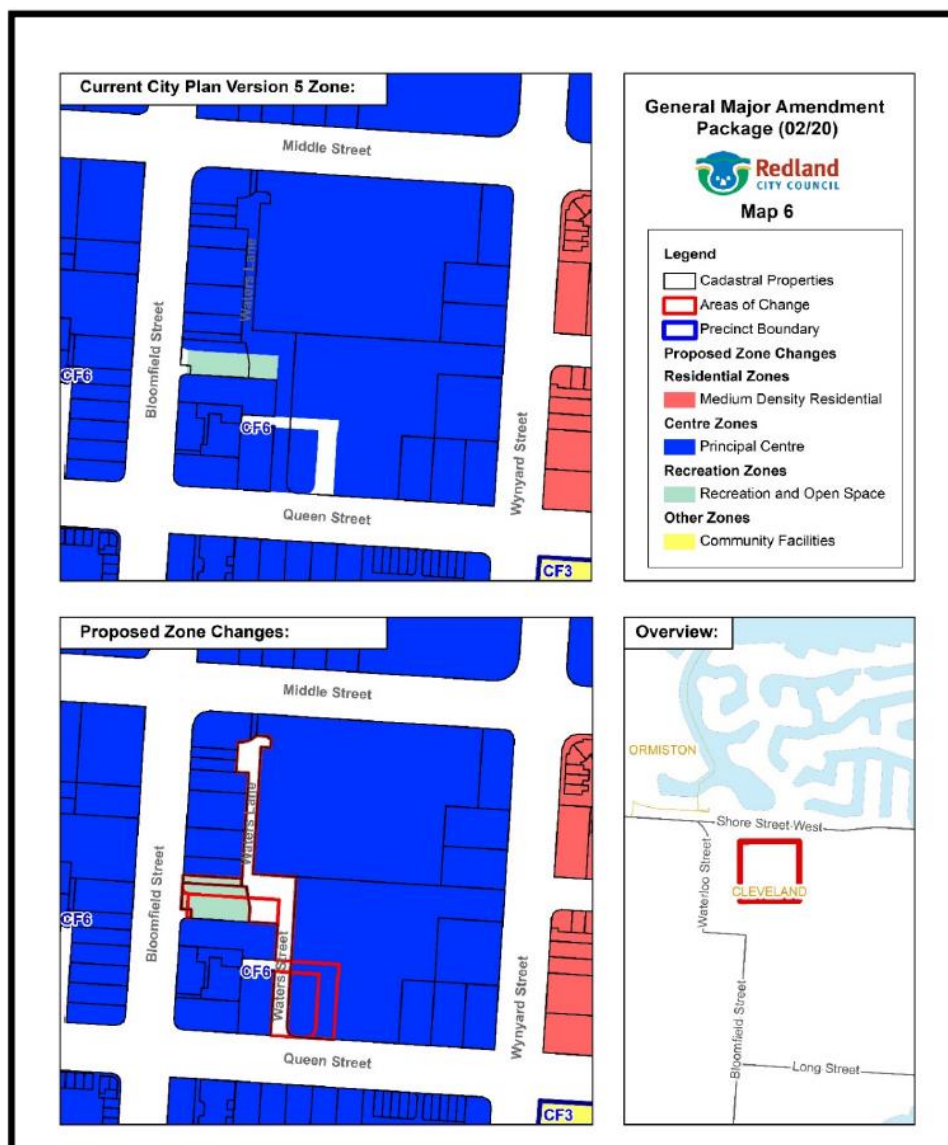 Current City Plan Version 5 Zone:
Middle Street
Waters Lane
Bloomfield Street
CF6
CF6
Wynyard Street
Queen Street
CF3
General Major Amendment
Package (02/20)
Redland
CITY COUNCIL
Map 6
Legend
Cadastral Properties
Areas of Change
Precinct Boundary
Proposed Zone Changes
Residential Zones
Medium Density Residential
Centre Zones
Principal Centre
Recreation Zones
Recreation and Open Space
Other Zones
Community Facilities
Proposed Zone Changes:
Middle Street
Waters Lane
Bloomfield Street
CF6
CF6
Waters Street
Wynyard Street
Queen Street
CF3
Overview:
ORMISTON
Shore Street West
Waterloo Street
CLEVELAND
Bloomfield Street
Long Street